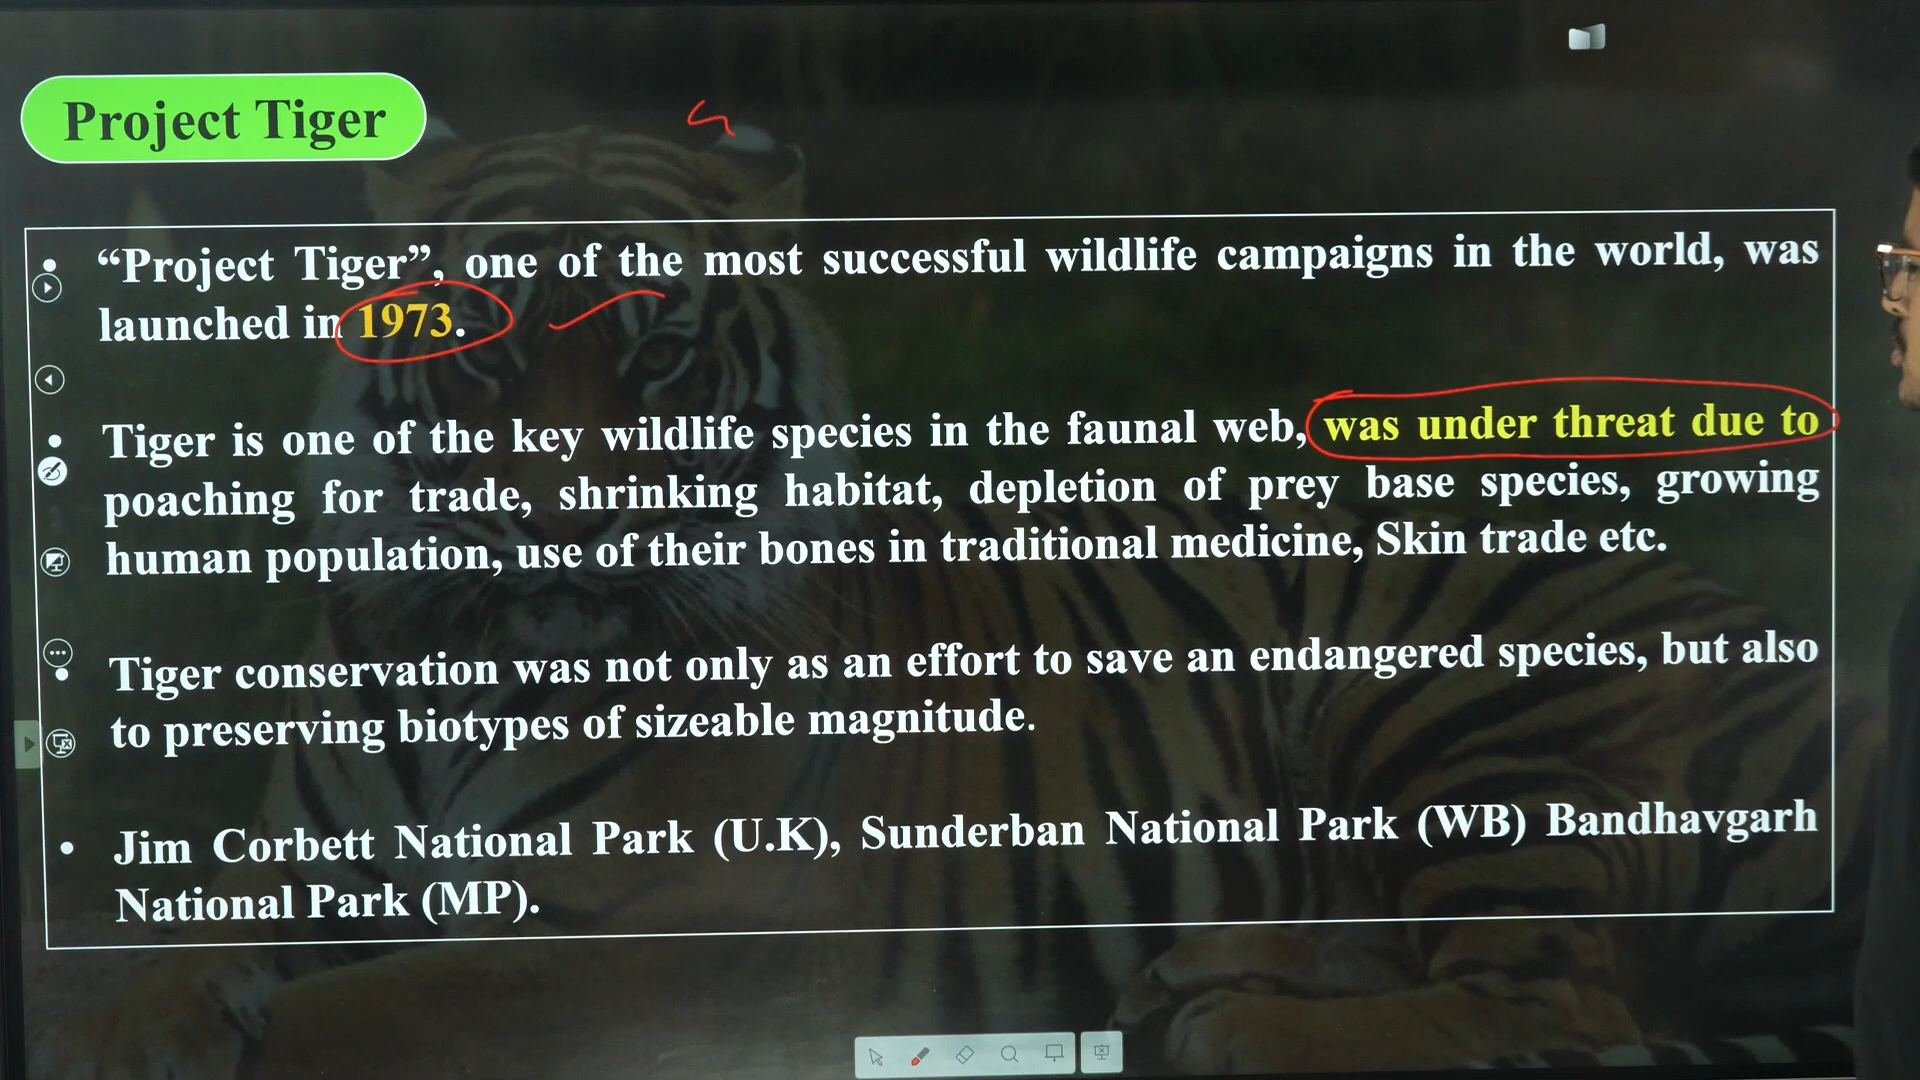 Project Tiger
• “Project Tiger”, one of the most successful wildlife campaigns in the world, was
launched in 1973.
• Tiger is one of the key wildlife species in the faunal web, was under threat due to
poaching for trade, shrinking habitat, depletion of prey base species, growing
human population, use of their bones in traditional medicine, Skin trade etc.
• Tiger conservation was not only as an effort to save an endangered species, but also
to preserving biotypes of sizeable magnitude.
• Jim Corbett National Park (U.K), Sunderban National Park (WB) Bandhavgarh
National Park (MP).